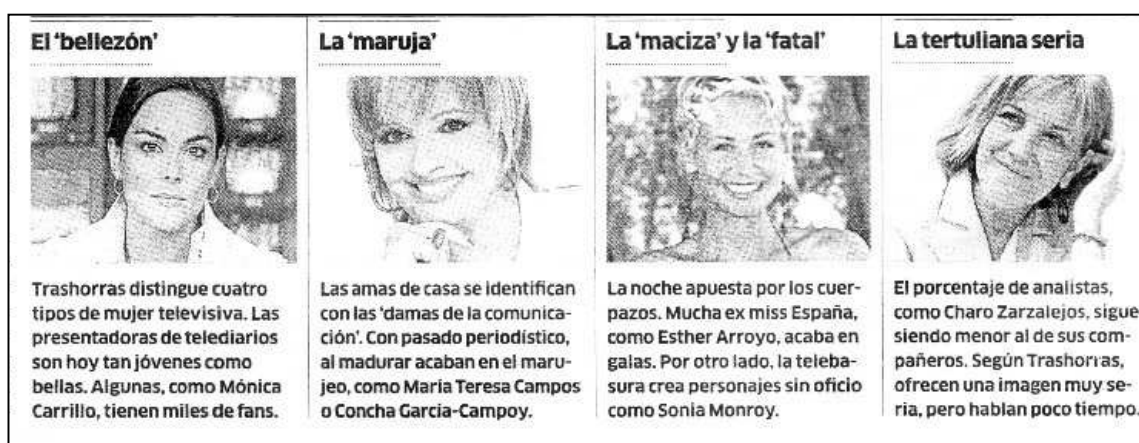 El ‘bellezón’
Trashorras distingue cuatro
tipos de mujer televisiva. Las
presentadoras de telediarios
son hoy tan jóvenes como
bellas. Algunas, como Mónica
Carrillo, tienen miles de fans.
La ‘maruja’
Las amas de casa se identifican
con las ‘damas de la comunica-
ción’. Con pasado periodístico,
al madurar acaban en el maru-
jeo, como María Teresa Campos
o Concha García-Campoy.
La ‘maciza’ y la ‘fatal’
La noche apuesta por los cuer-
pazos. Mucha ex miss España,
como Esther Arroyo, acaba en
galas. Por otro lado, la teleba-
sura crea personajes sin oficio
como Sonia Monroy.
La tertuliana seria
El porcentaje de analistas,
como Charo Zarzalejos, sigue
siendo menor al de sus com-
pañeros. Según Trashorras,
ofrecen una imagen muy se-
ria, pero hablan poco tiempo.